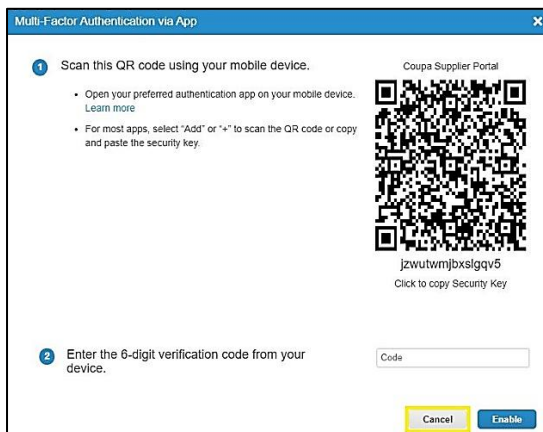 Multi-Factor Authentication via App
1 Scan this QR code using your mobile device.
• Open your preferred authentication app on your mobile device.
Learn more
• For most apps, select "Add" or "+" to scan the QR code or copy
and paste the security key.
Coupa Supplier Portal
jzwutwmjbxslgqv5
Click to copy Security Key
2 Enter the 6-digit verification code from your
device.
Code
Cancel
Enable